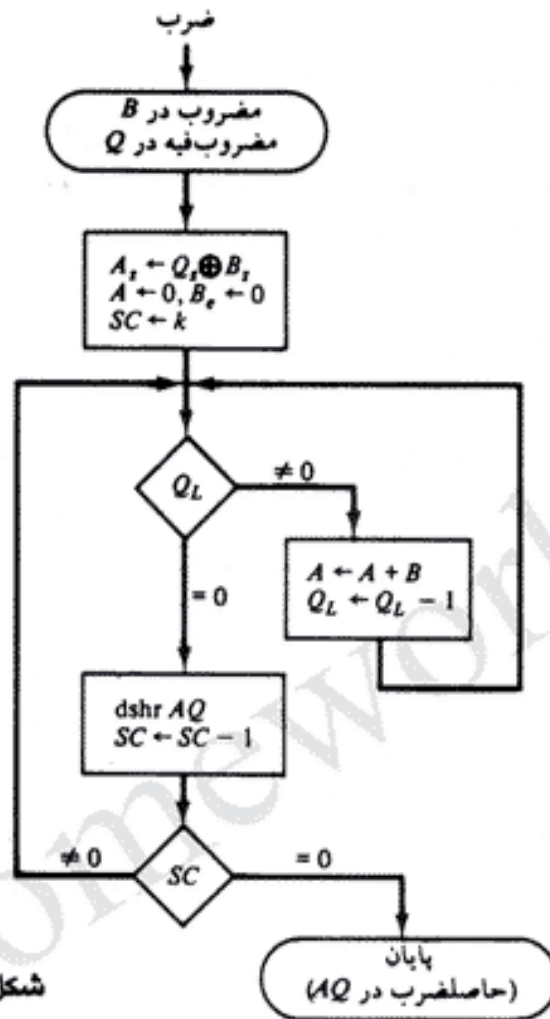 ضرب
مضروب در B
مضروب‌فیه در Q
A_s ← Q_s ⊕ B_s
A ← 0, B_e ← 0
SC ← k
Q_L
≠ 0
A ← A + B
Q_L ← Q_L − 1
= 0
dshr AQ
SC ← SC − 1
≠ 0
SC
= 0
پایان
(حاصلضرب در AQ)
شکل